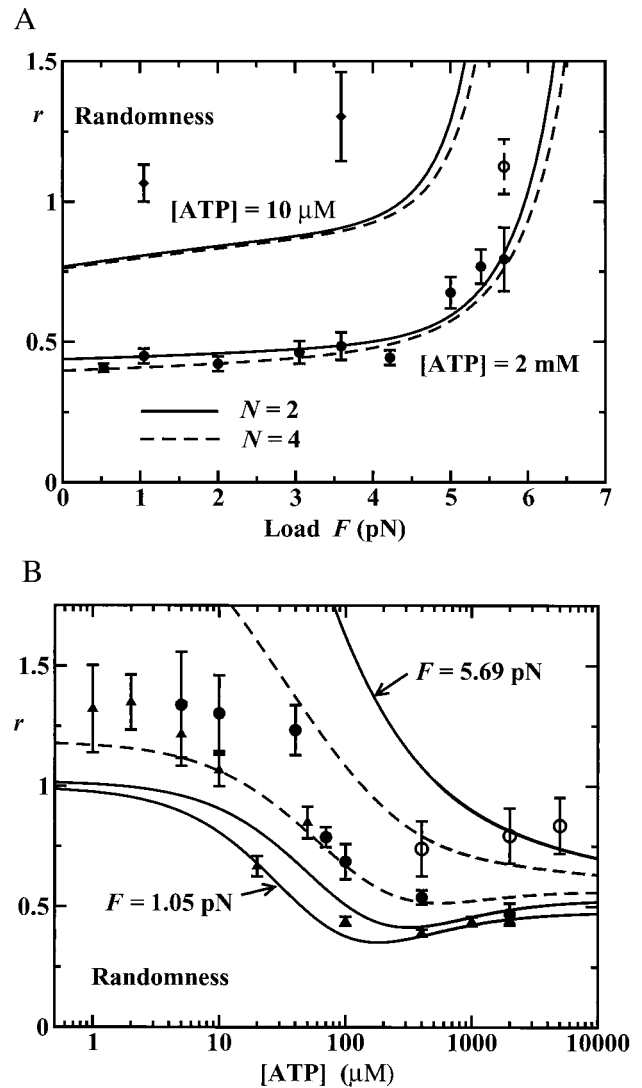 A
1.5
r
Randomness
[ATP] = 10 μM
1
0.5
[ATP] = 2 mM
N = 2
N = 4
0
0 1 2 3 4 5 6 7
Load F (pN)
B
1.5
F = 5.69 pN
r
1
F = 1.05 pN
0.5
Randomness
0
1 10 100 1000 10000
[ATP] (μM)